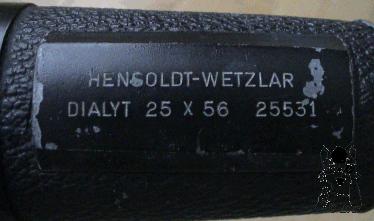 HENSOLDT-WETZLAR
DIALYT 25 X 56 25531